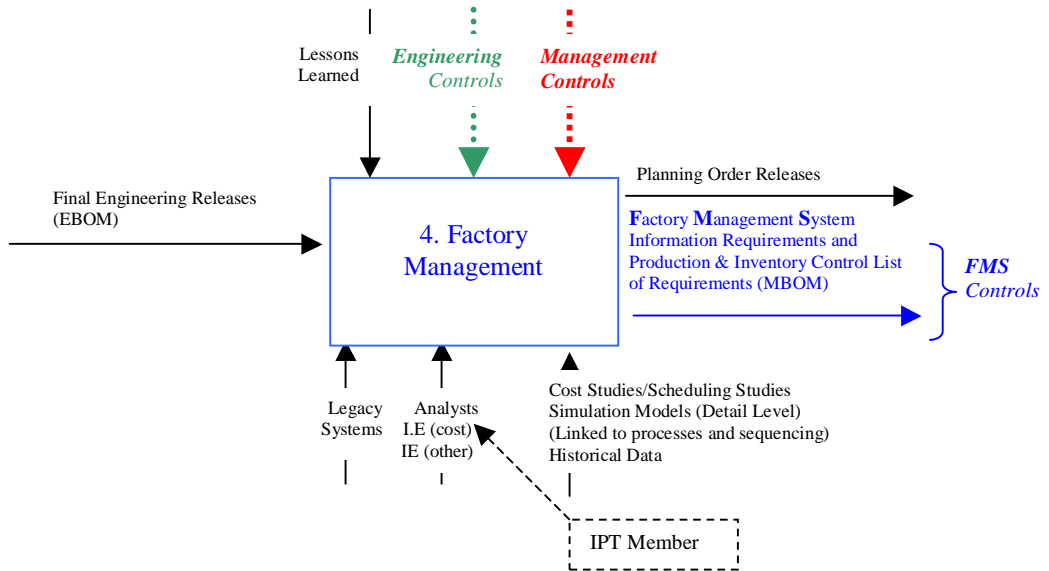 Lessons
Learned
Engineering
Controls
Management
Controls
Final Engineering Releases
(EBOM)
4. Factory
Management
Planning Order Releases
Factory Management System
Information Requirements and
Production & Inventory Control List
of Requirements (MBOM)
FMS
Controls
Legacy
Systems
Analysts
I.E (cost)
IE (other)
Cost Studies/Scheduling Studies
Simulation Models (Detail Level)
(Linked to processes and sequencing)
Historical Data
IPT Member